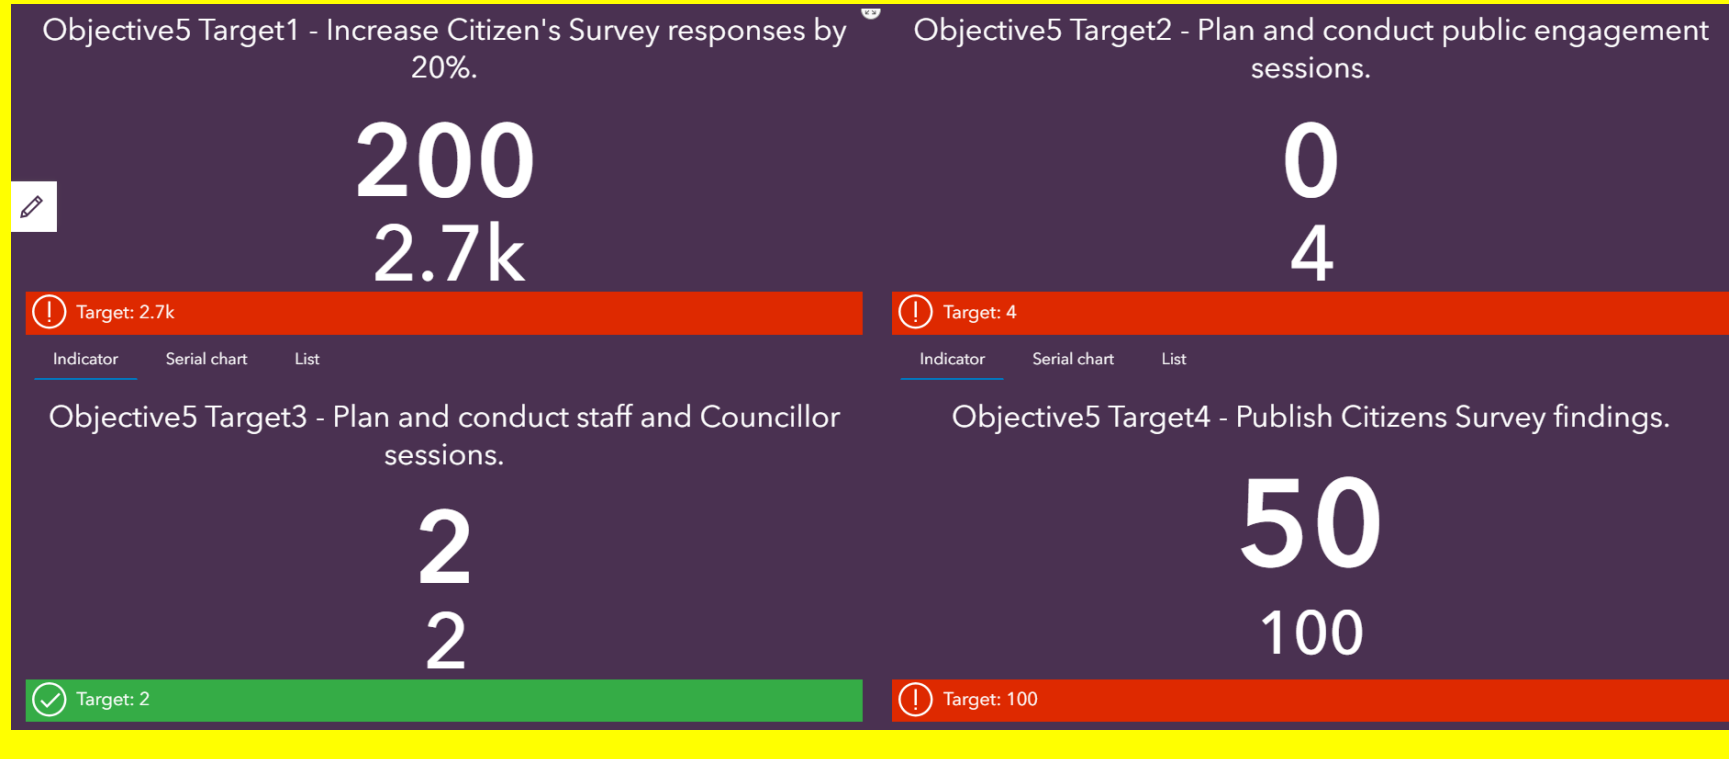 Objective5 Target1 - Increase Citizen's Survey responses by
20%.
200
2.7k
Target: 2.7k
Indicator Serial chart List
Objective5 Target2 - Plan and conduct public engagement
sessions.
0
4
Target: 4
Indicator Serial chart List
Objective5 Target3 - Plan and conduct staff and Councillor
sessions.
2
2
Target: 2
Objective5 Target4 - Publish Citizens Survey findings.
50
100
Target: 100